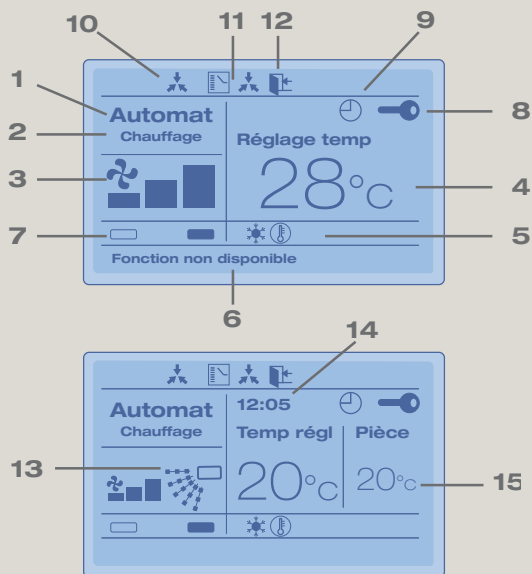 10 11 12 9
1 Automat 8
2 Chauffage
Réglage temp
3 28°c 4
7 5
Fonction non disponible
6
14
Automat 12:05
Chauffage Temp régl Pièce
13 20°c 20°c 15